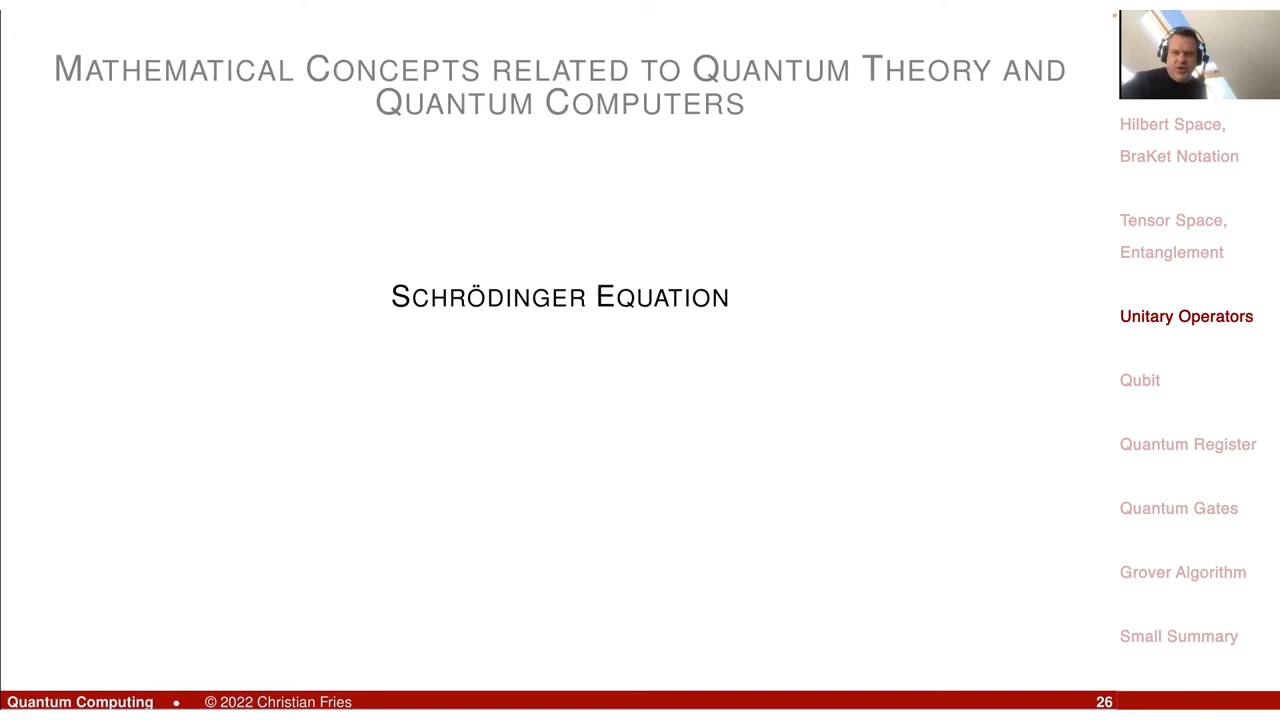 MATHEMATICAL CONCEPTS RELATED TO QUANTUM THEORY AND
QUANTUM COMPUTERS
SCHRÖDINGER EQUATION
Hilbert Space,
BraKet Notation
Tensor Space,
Entanglement
Unitary Operators
Qubit
Quantum Register
Quantum Gates
Grover Algorithm
Small Summary
Quantum Computing • © 2022 Christian Fries 26